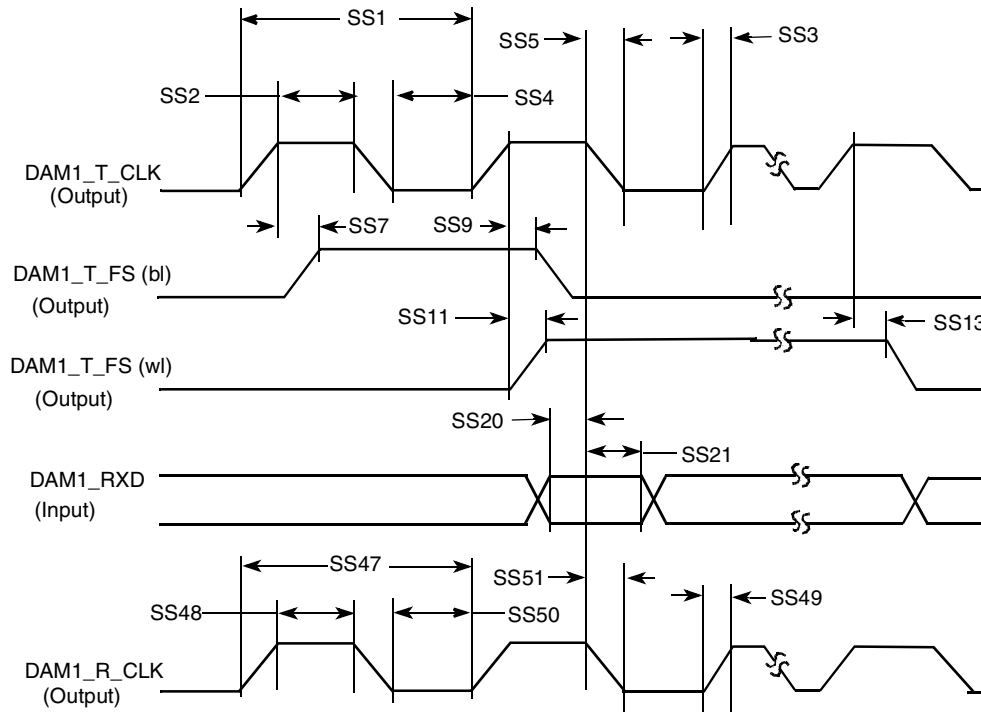 SS1
SS5
SS3
SS2
SS4
DAM1_T_CLK
(Output)
SS7
SS9
DAM1_T_FS (bl)
(Output)
SS11
SS13
DAM1_T_FS (wl)
(Output)
SS20
SS21
DAM1_RXD
(Input)
SS47
SS51
SS48
SS50
SS49
DAM1_R_CLK
(Output)